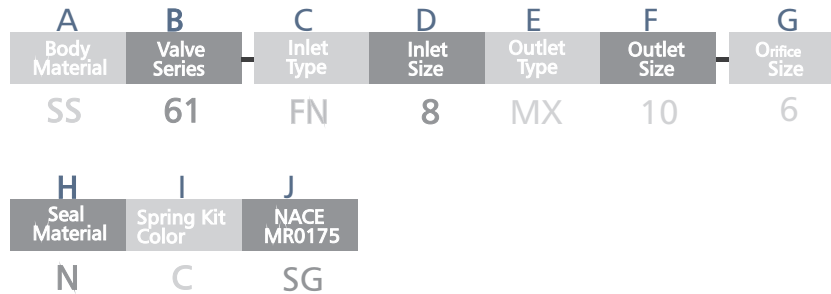 A B C D E F G
Body Material Valve Series Inlet Type Inlet Size Outlet Type Outlet Size Orifice Size
SS 61 FN 8 MX 10 6
H I J
Seal Material Spring Kit Color NACE MR0175
N C SG